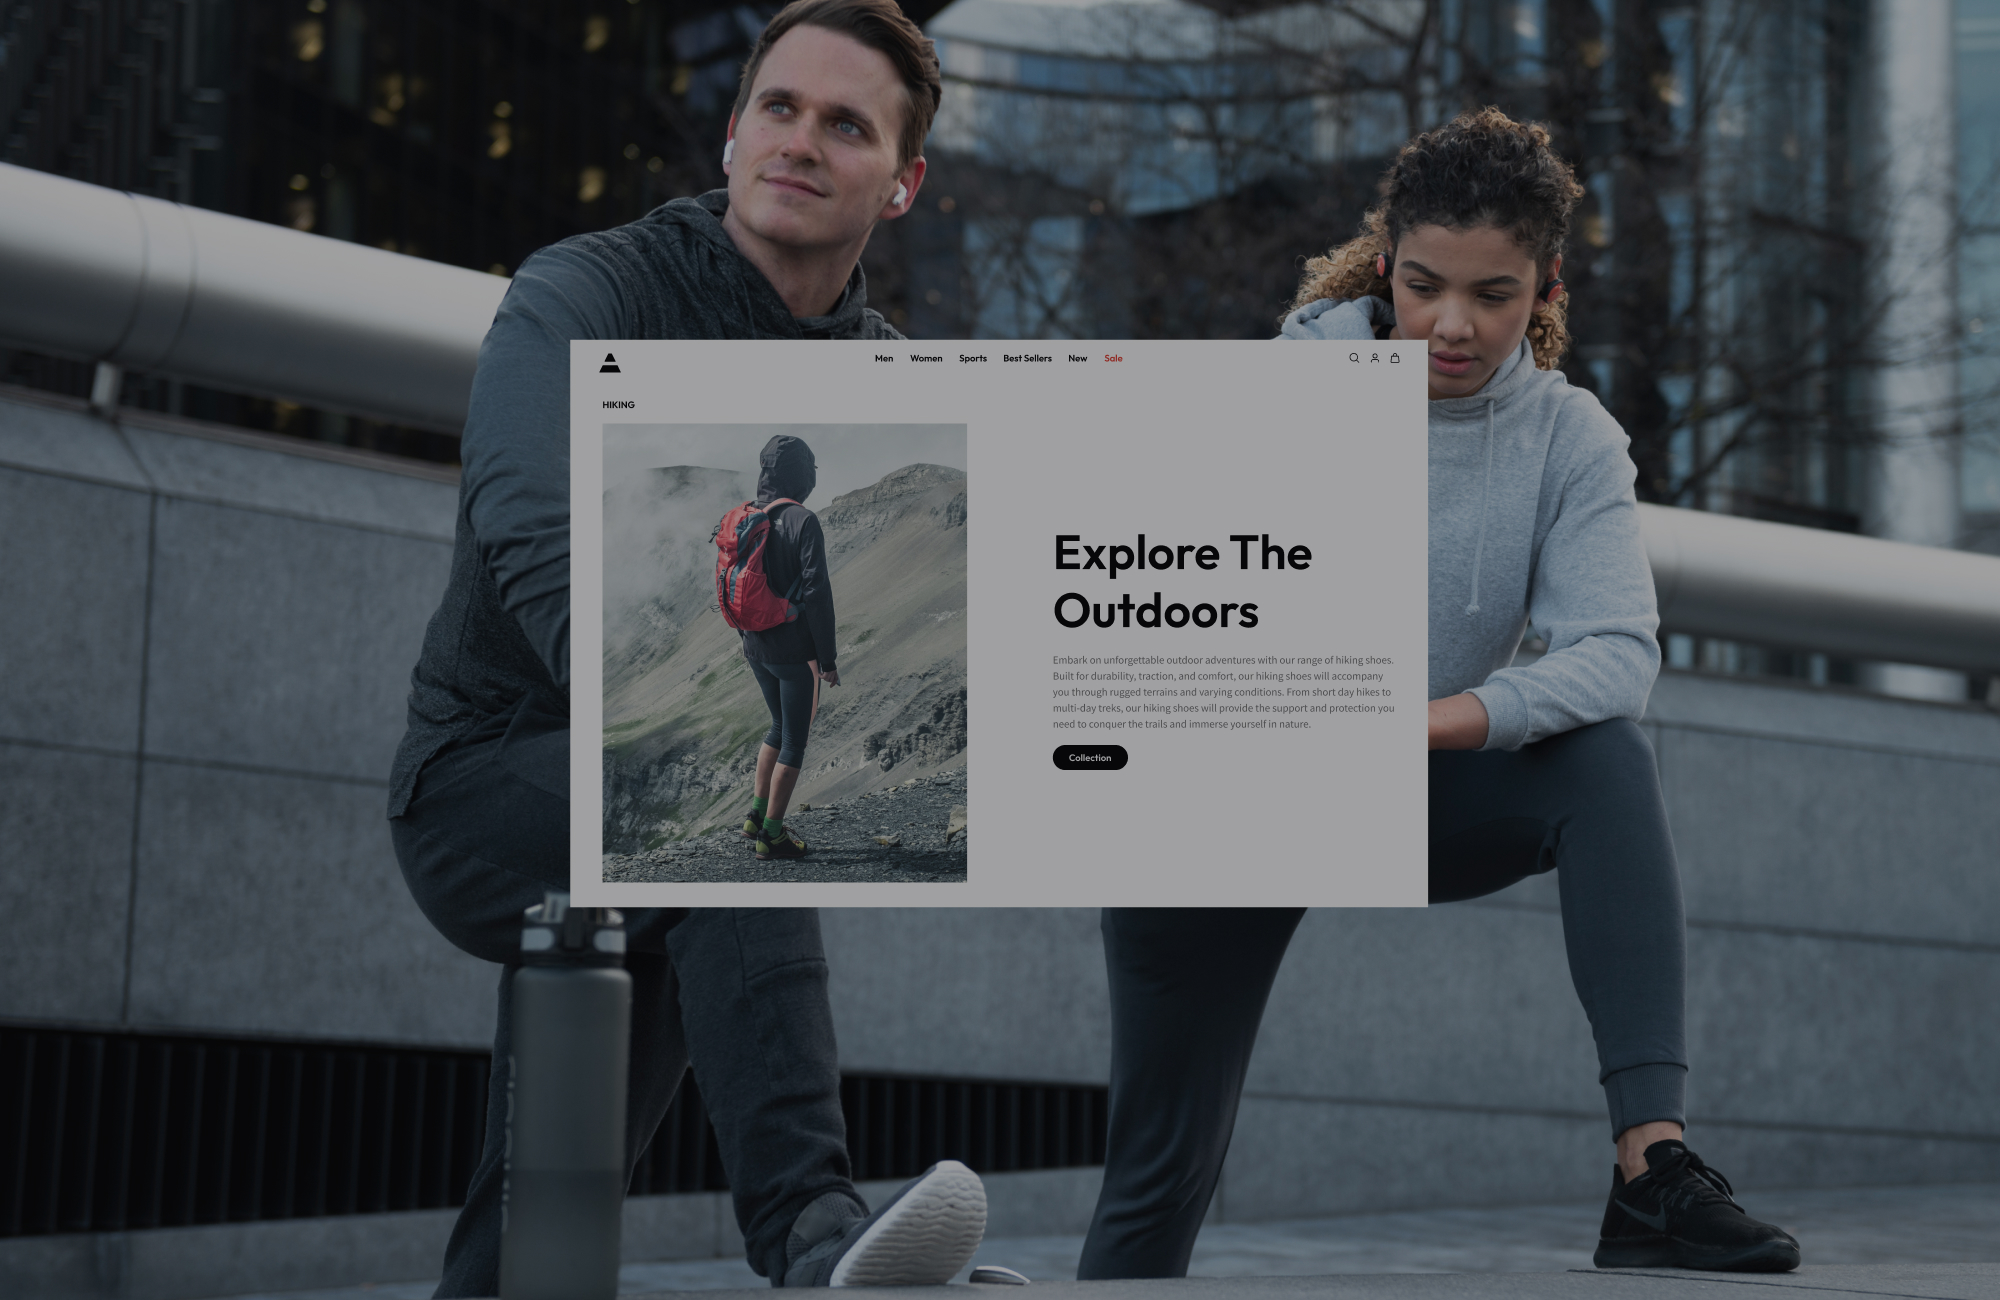 Men Women Sports Best Sellers New Sale
HIKING
Explore The
Outdoors
Embark on unforgettable outdoor adventures with our range of hiking shoes.
Built for durability, traction, and comfort, our hiking shoes will accompany
you through rugged terrains and varying conditions. From short day hikes to
multi-day treks, our hiking shoes will provide the support and protection you
need to conquer the trails and immerse yourself in nature.
Collection